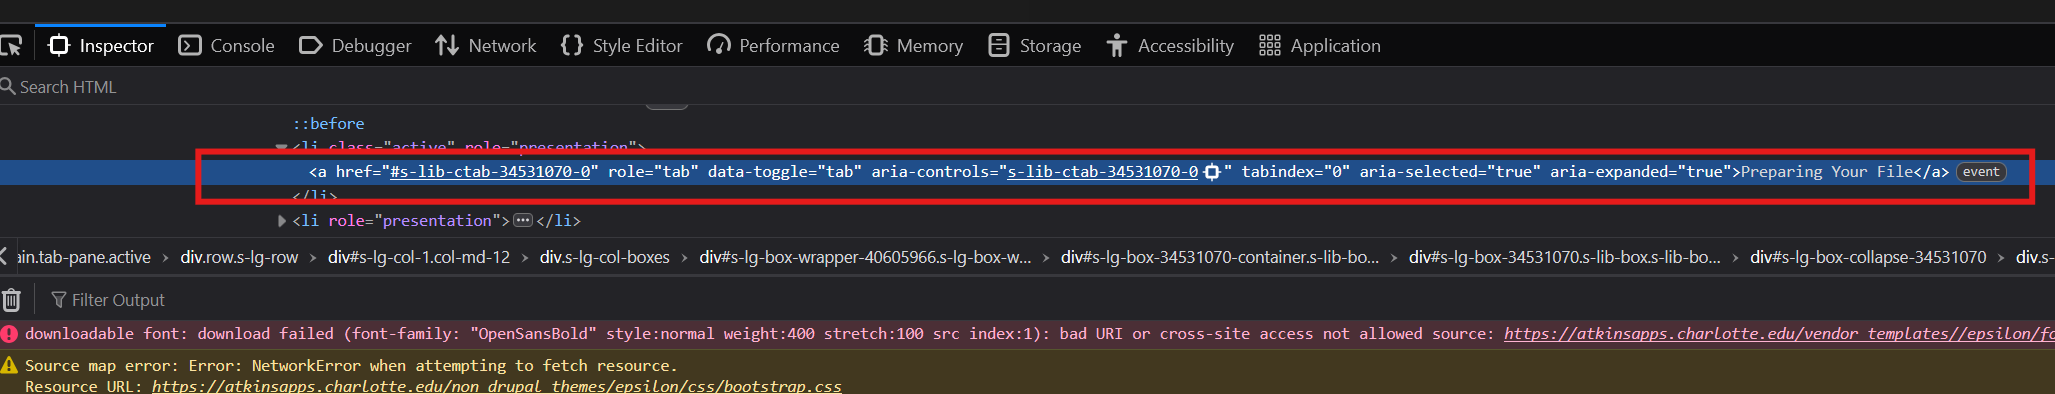 Inspector Console Debugger Network Style Editor Performance Memory Storage Accessibility Application
Search HTML
::before
<li class="active" role="presentation">
<a href="#s-lib-ctab-34531070-0" role="tab" data-toggle="tab" aria-controls="s-lib-ctab-34531070-0" tabindex="0" aria-selected="true" aria-expanded="true">Preparing Your File</a> event
</li>
<li role="presentation">…</li>
ain.tab-pane.active > div.row.s-lg-row > div#s-lg-col-1.col-md-12 > div.s-lg-col-boxes > div#s-lg-box-wrapper-40605966.s-lg-box-w... > div#s-lg-box-34531070-container.s-lib-bo... > div#s-lg-box-34531070.s-lib-box.s-lib-bo... > div#s-lg-box-collapse-34531070 > div.s-
Filter Output
downloadable font: download failed (font-family: "OpenSansBold" style:normal weight:400 stretch:100 src index:1): bad URI or cross-site access not allowed source: https://atkinsapps.charlotte.edu/vendor_templates//epsilon/fo
Source map error: Error: NetworkError when attempting to fetch resource.
Resource URL: https://atkinsapps.charlotte.edu/non_drupal_themes/epsilon/css/bootstrap.css